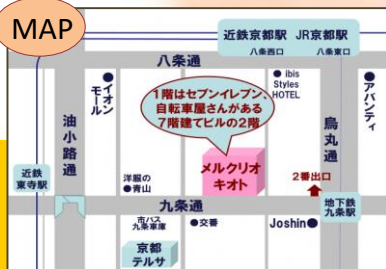 MAP
近鉄京都駅 JR京都駅
八条西口
八条東口
八条通
●イオンモール
●ibis
Styles
HOTEL
●アバンティ
1階はセブンイレブン、
自転車屋さんがある
7階建てビルの2階
油小路通
烏丸通
メルクリオ
キオト
近鉄
東寺駅
洋服の
●青山
2番出口
九条通
地下鉄
九条駅
市バス
九条車庫
●交番
Joshin●
京都
テルサ